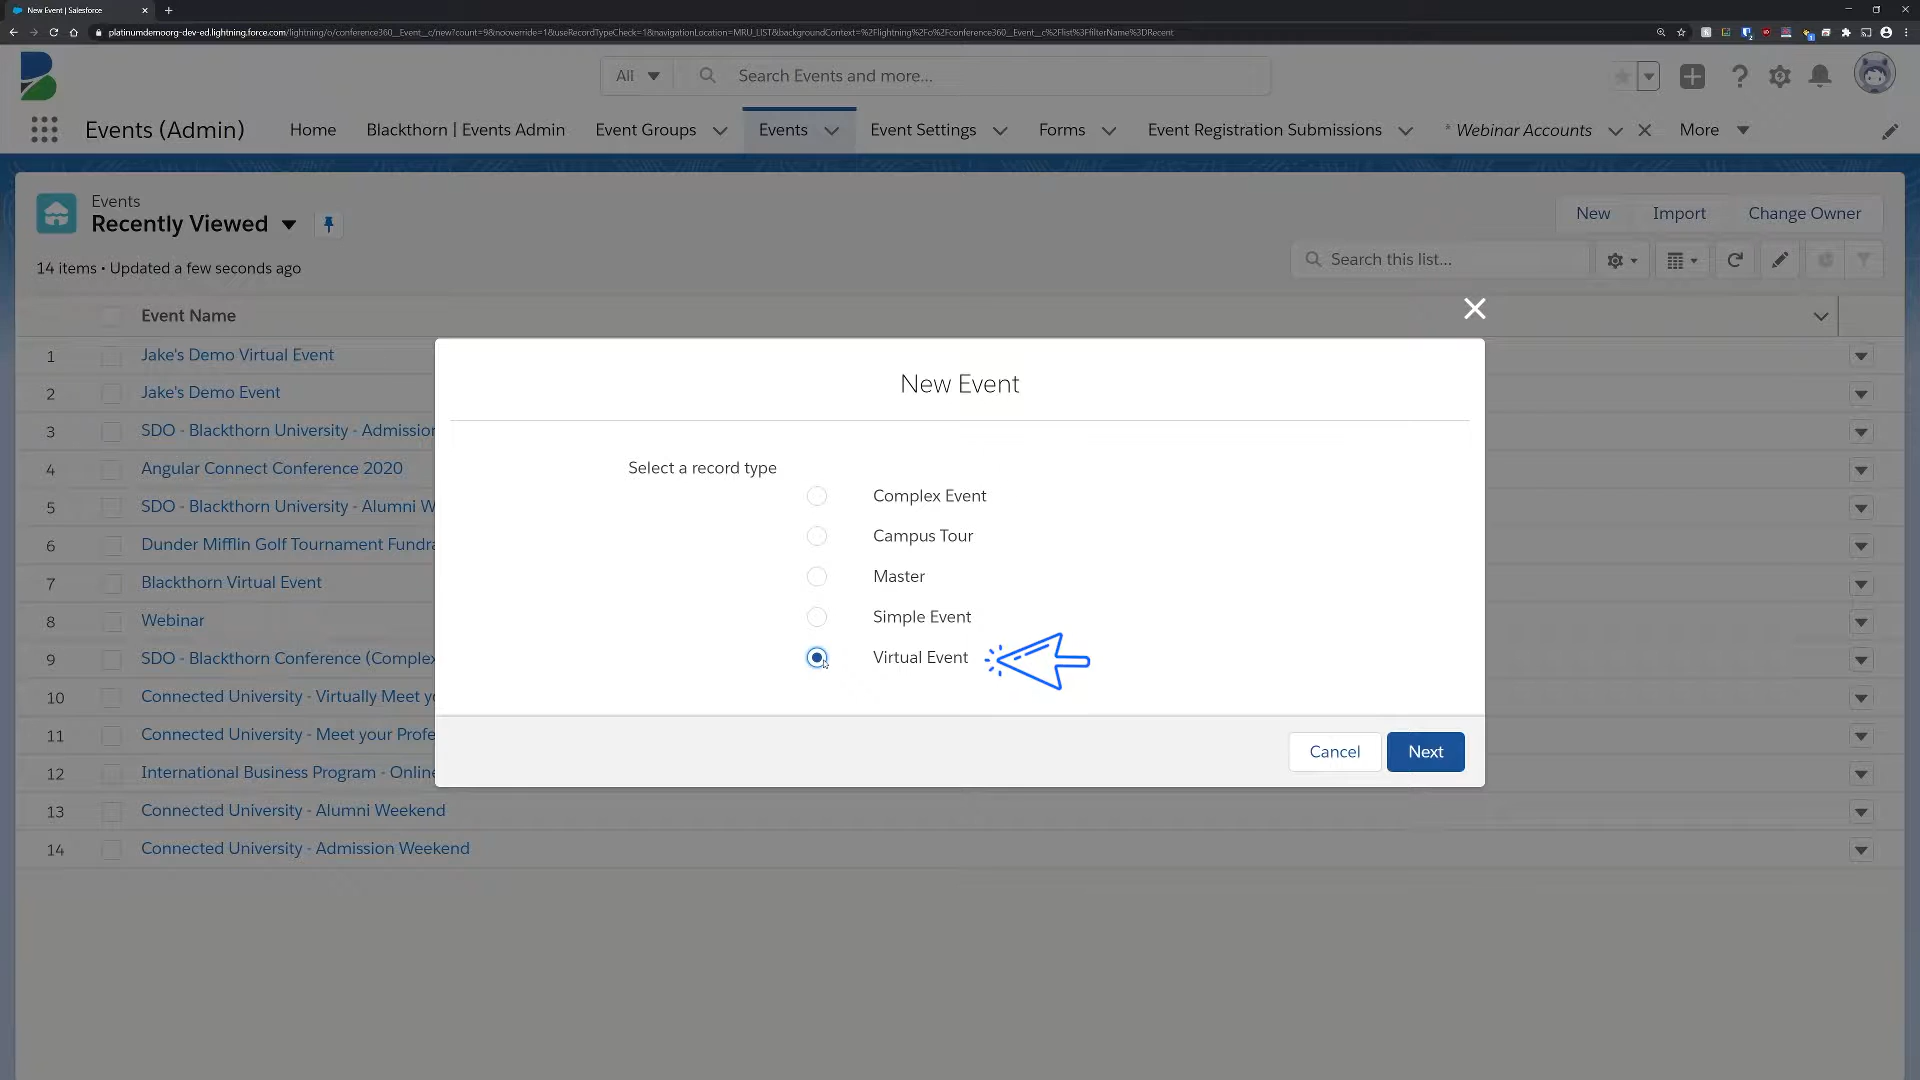 New Event | Salesforce
platinumdemoorg-dev-ed.lightning.force.com/lightning/o/conference360__Event__c/new?count=9&nooverride=1&useRecordTypeCheck=1&navigationLocation=MRU_LIST&backgroundContext=%2Flightning%2Fo%2Fconference360__Event__c%2Flist%3FfilterName%3DRecent
All
Search Events and more...
Events (Admin)
Home
Blackthorn | Events Admin
Event Groups
Events
Event Settings
Forms
Event Registration Submissions
* Webinar Accounts
More
Events
Recently Viewed
New
Import
Change Owner
14 items • Updated a few seconds ago
Search this list...
Event Name
1 Jake's Demo Virtual Event
2 Jake's Demo Event
3 SDO - Blackthorn University - Admission
4 Angular Connect Conference 2020
5 SDO - Blackthorn University - Alumni W
6 Dunder Mifflin Golf Tournament Fundra
7 Blackthorn Virtual Event
8 Webinar
9 SDO - Blackthorn Conference (Complex
10 Connected University - Virtually Meet yo
11 Connected University - Meet your Profe
12 International Business Program - Online
13 Connected University - Alumni Weekend
14 Connected University - Admission Weekend
New Event
Select a record type
Complex Event
Campus Tour
Master
Simple Event
Virtual Event
Cancel
Next